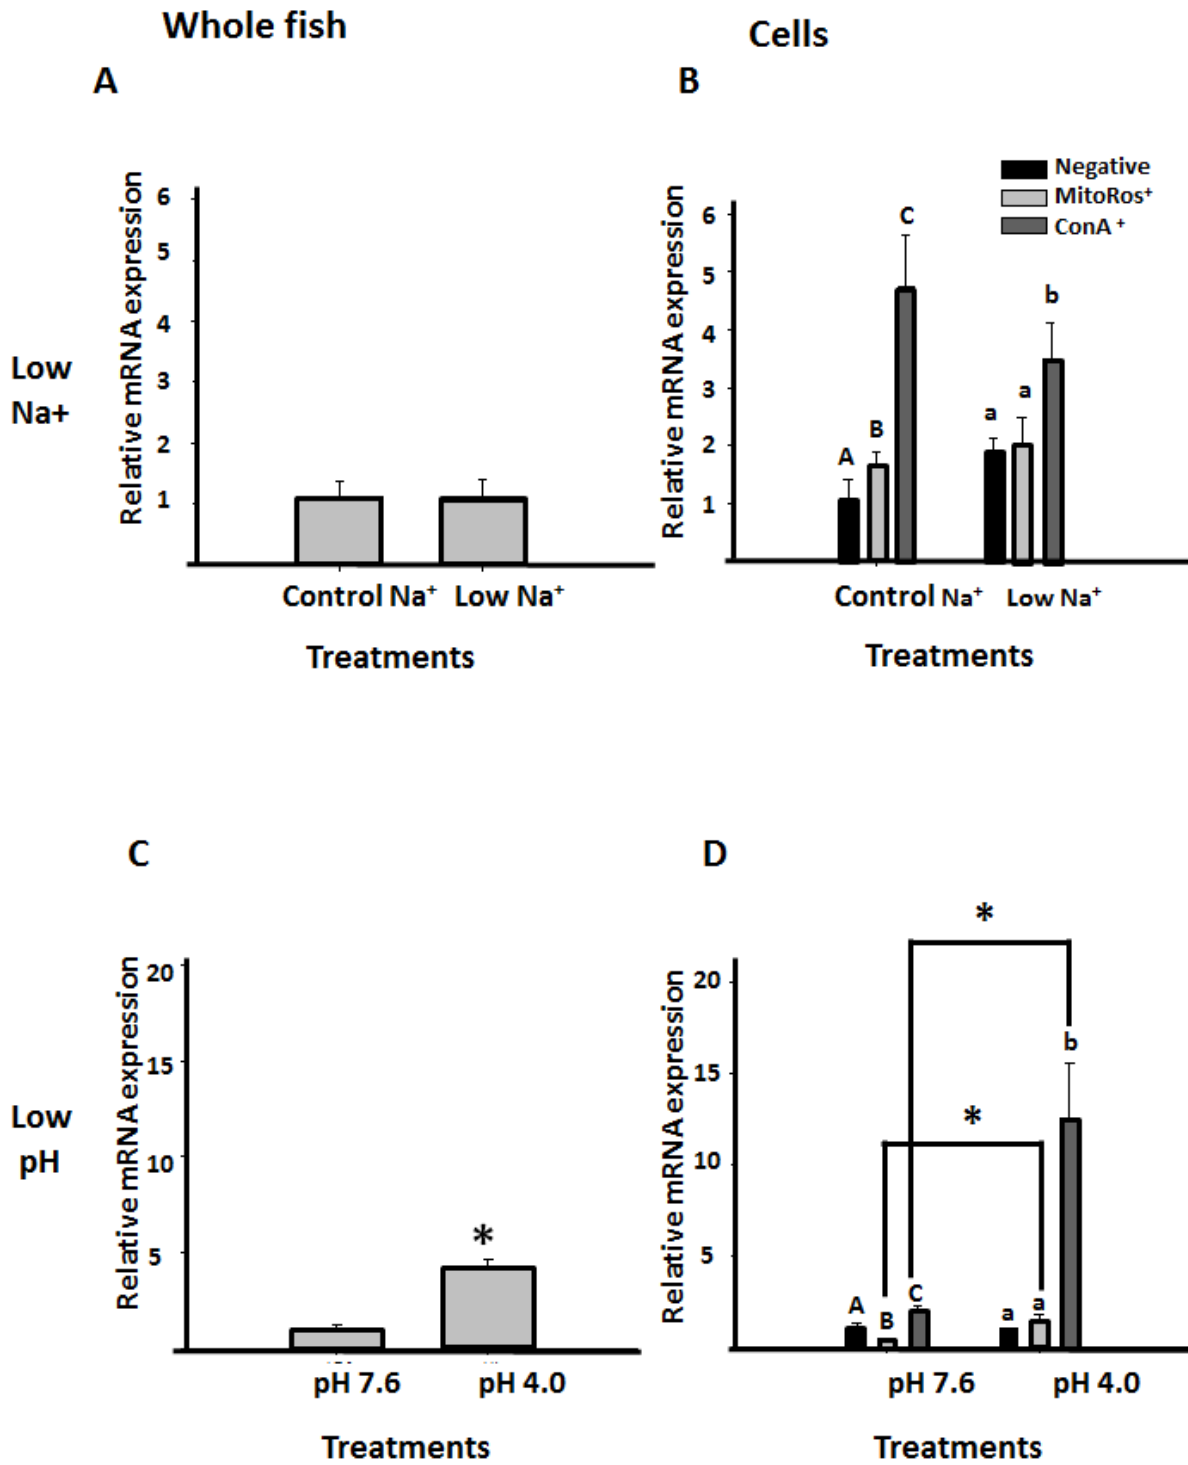 Whole fish
Cells
A
B
Relative mRNA expression
6
5
4
3
2
1
Low
Na+
Control Na⁺ Low Na⁺
Treatments
Relative mRNA expression
6
5
4
3
2
1
Negative
MitoRos⁺
ConA ⁺
A
B
C
a
a
b
Control Na⁺ Low Na⁺
Treatments
C
D
Relative mRNA expression
20
15
10
5
Low
pH
*
pH 7.6 pH 4.0
Treatments
Relative mRNA expression
20
15
10
5
*
*
A
B
C
a
a
b
pH 7.6 pH 4.0
Treatments